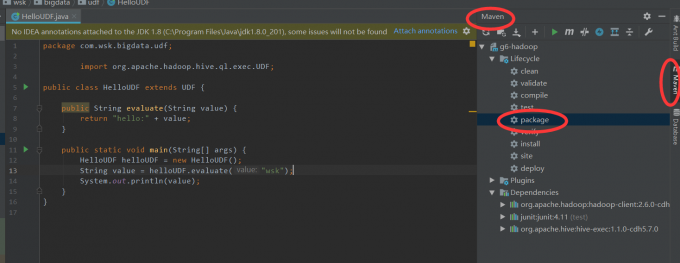 wsk bigdata udf HelloUDF
HelloUDF.java
No IDEA annotations attached to the JDK 1.8 (C:\Program Files\Java\jdk1.8.0_201), some issues will not be found Attach annotations
1 package com.wsk.bigdata.udf;
2
3 import org.apache.hadoop.hive.ql.exec.UDF;
4
5 public class HelloUDF extends UDF {
6
7 public String evaluate(String value) {
8 return "hello:" + value;
9 }
10
11 public static void main(String[] args) {
12 HelloUDF helloUDF = new HelloUDF();
13 String value = helloUDF.evaluate( value: "wsk");
14 System.out.println(value);
15 }
16 }
17
Maven
g6-hadoop
Lifecycle
clean
validate
compile
test
package
verify
install
site
deploy
Plugins
Dependencies
org.apache.hadoop:hadoop-client:2.6.0-cdh
junit:junit:4.11 (test)
org.apache.hive:hive-exec:1.1.0-cdh5.7.0
Ant Build
Maven
Database